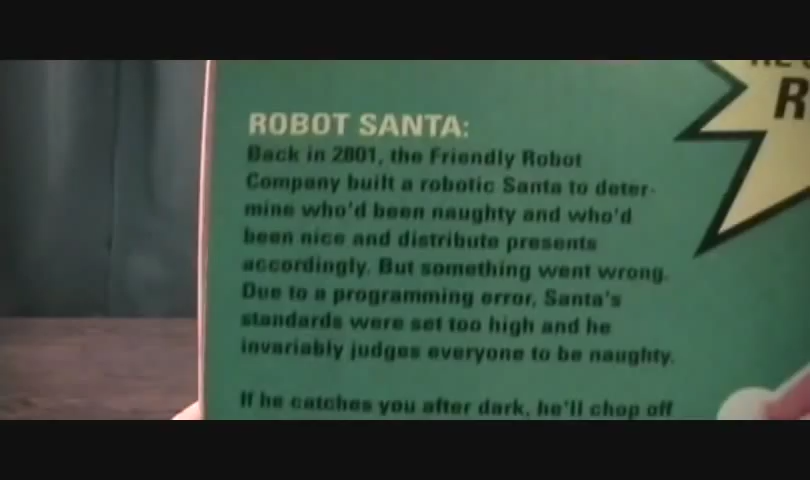 R
ROBOT SANTA:
Back in 2801, the Friendly Robot
Company built a robotic Santa to deter-
mine who'd been naughty and who'd
been nice and distribute presents
accordingly. But something went wrong.
Due to a programming error, Santa's
standards were set too high and he
invariably judges everyone to be naughty.
If he catches you after dark, he'll chop off